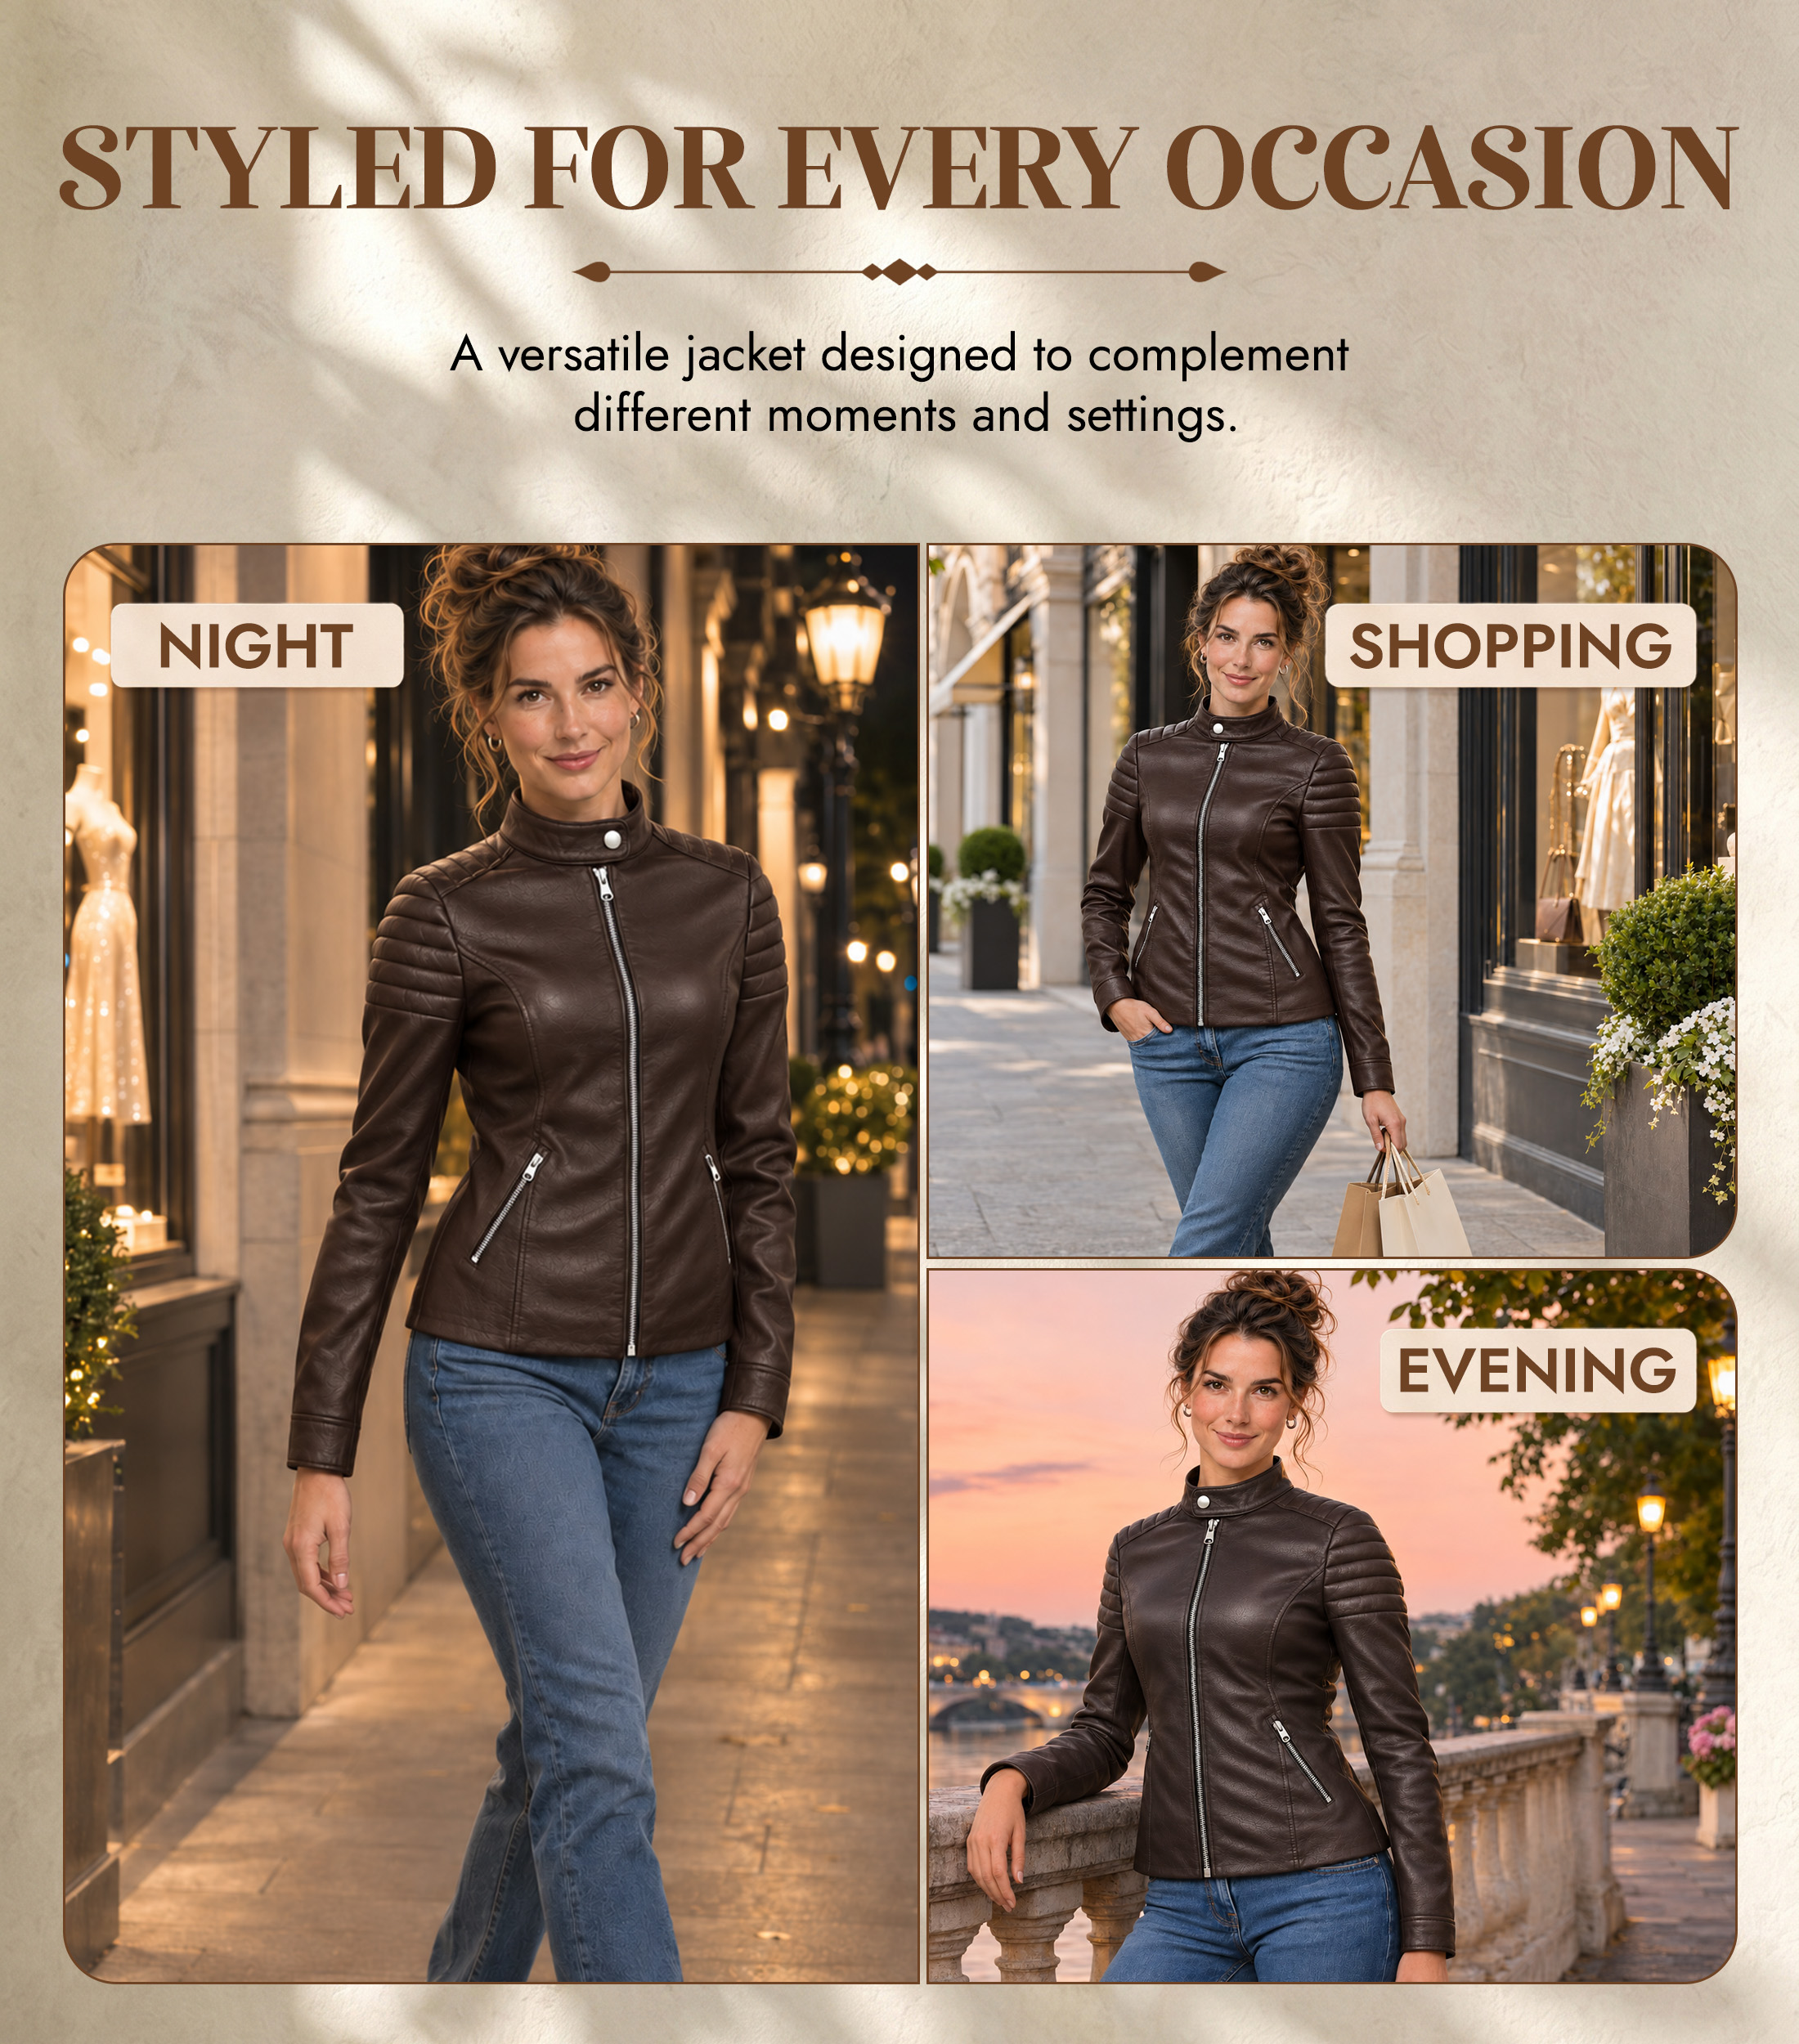 STYLED FOR EVERY OCCASION
A versatile jacket designed to complement
different moments and settings.
NIGHT
SHOPPING
EVENING